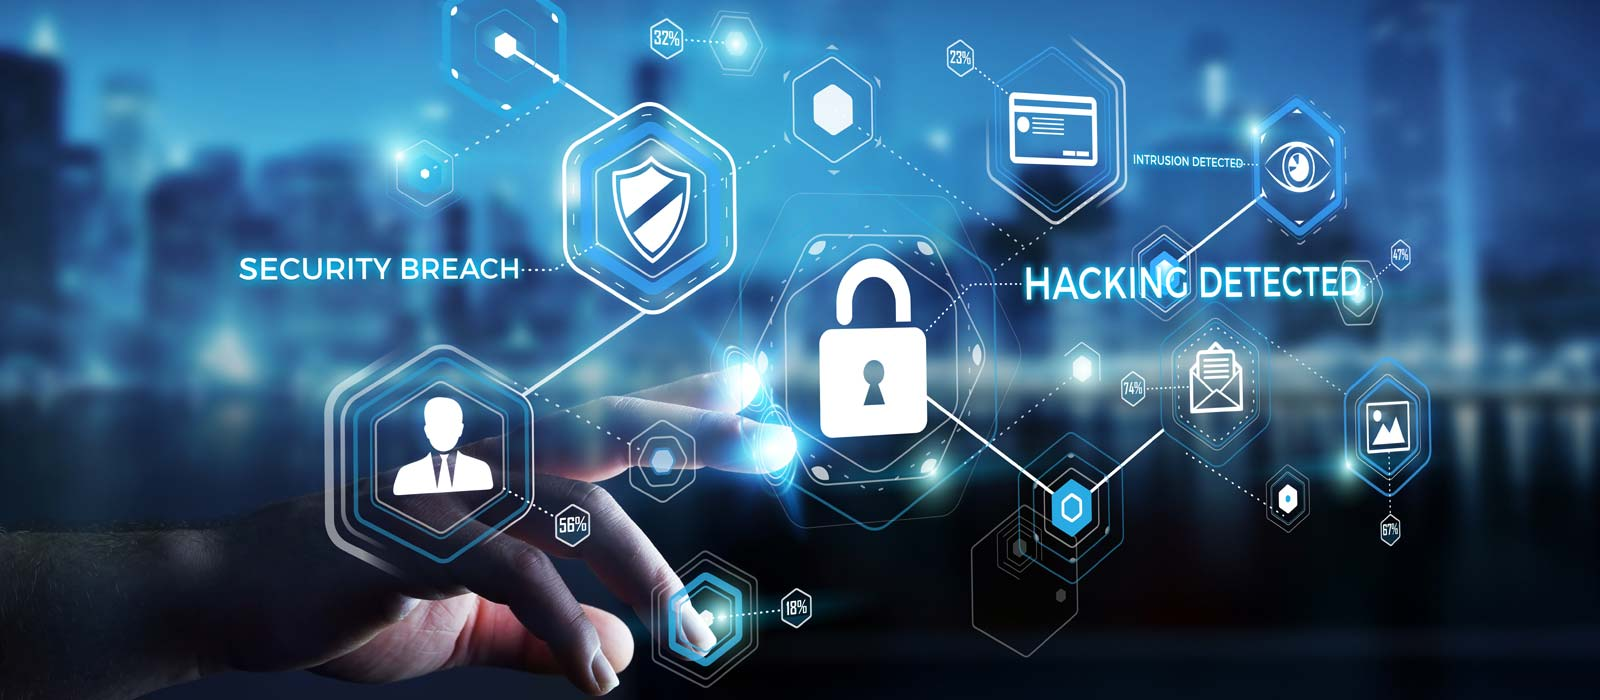 32%
23%
INTRUSION DETECTED
47%
SECURITY BREACH
HACKING DETECTED
74%
56%
67%
18%